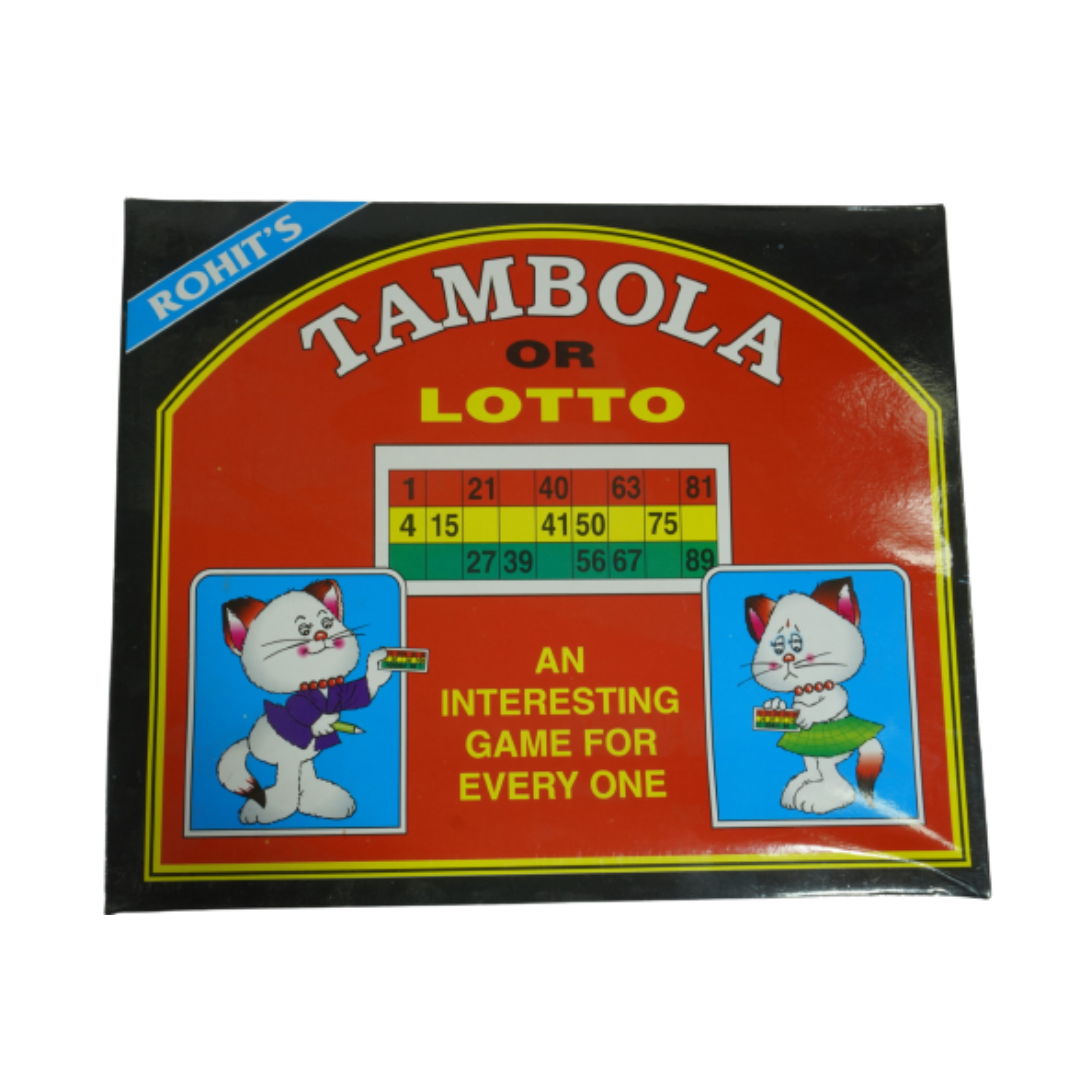 ROHIT'S
TAMBOLA
OR
LOTTO
1 21 40 63 81
4 15 41 50 75
27 39 56 67 89
AN
INTERESTING
GAME FOR
EVERY ONE